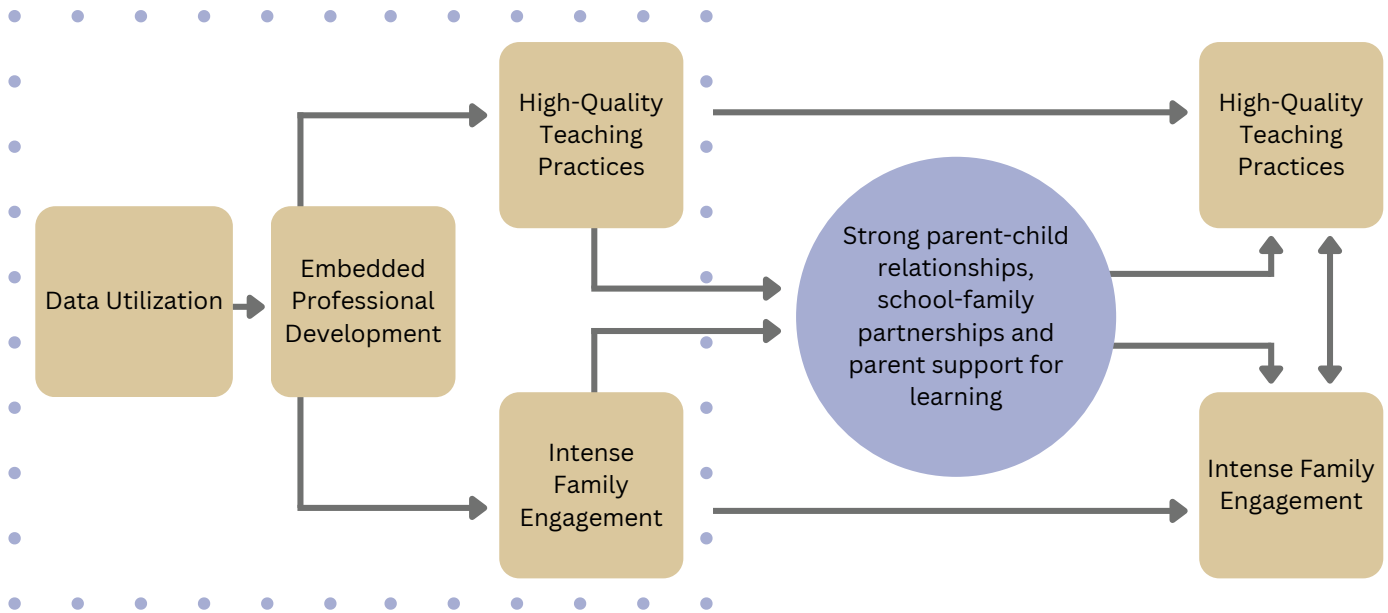 Data Utilization
Embedded
Professional
Development
High-Quality
Teaching
Practices
Intense
Family
Engagement
Strong parent-child
relationships,
school-family
partnerships and
parent support for
learning
High-Quality
Teaching
Practices
Intense Family
Engagement